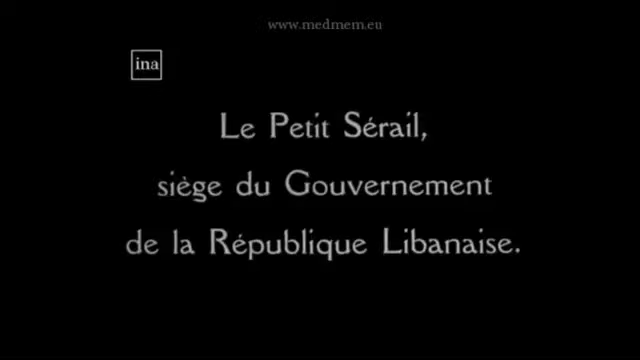 www.medmem.eu
ina
Le Petit Sérail,
siège du Gouvernement
de la République Libanaise.